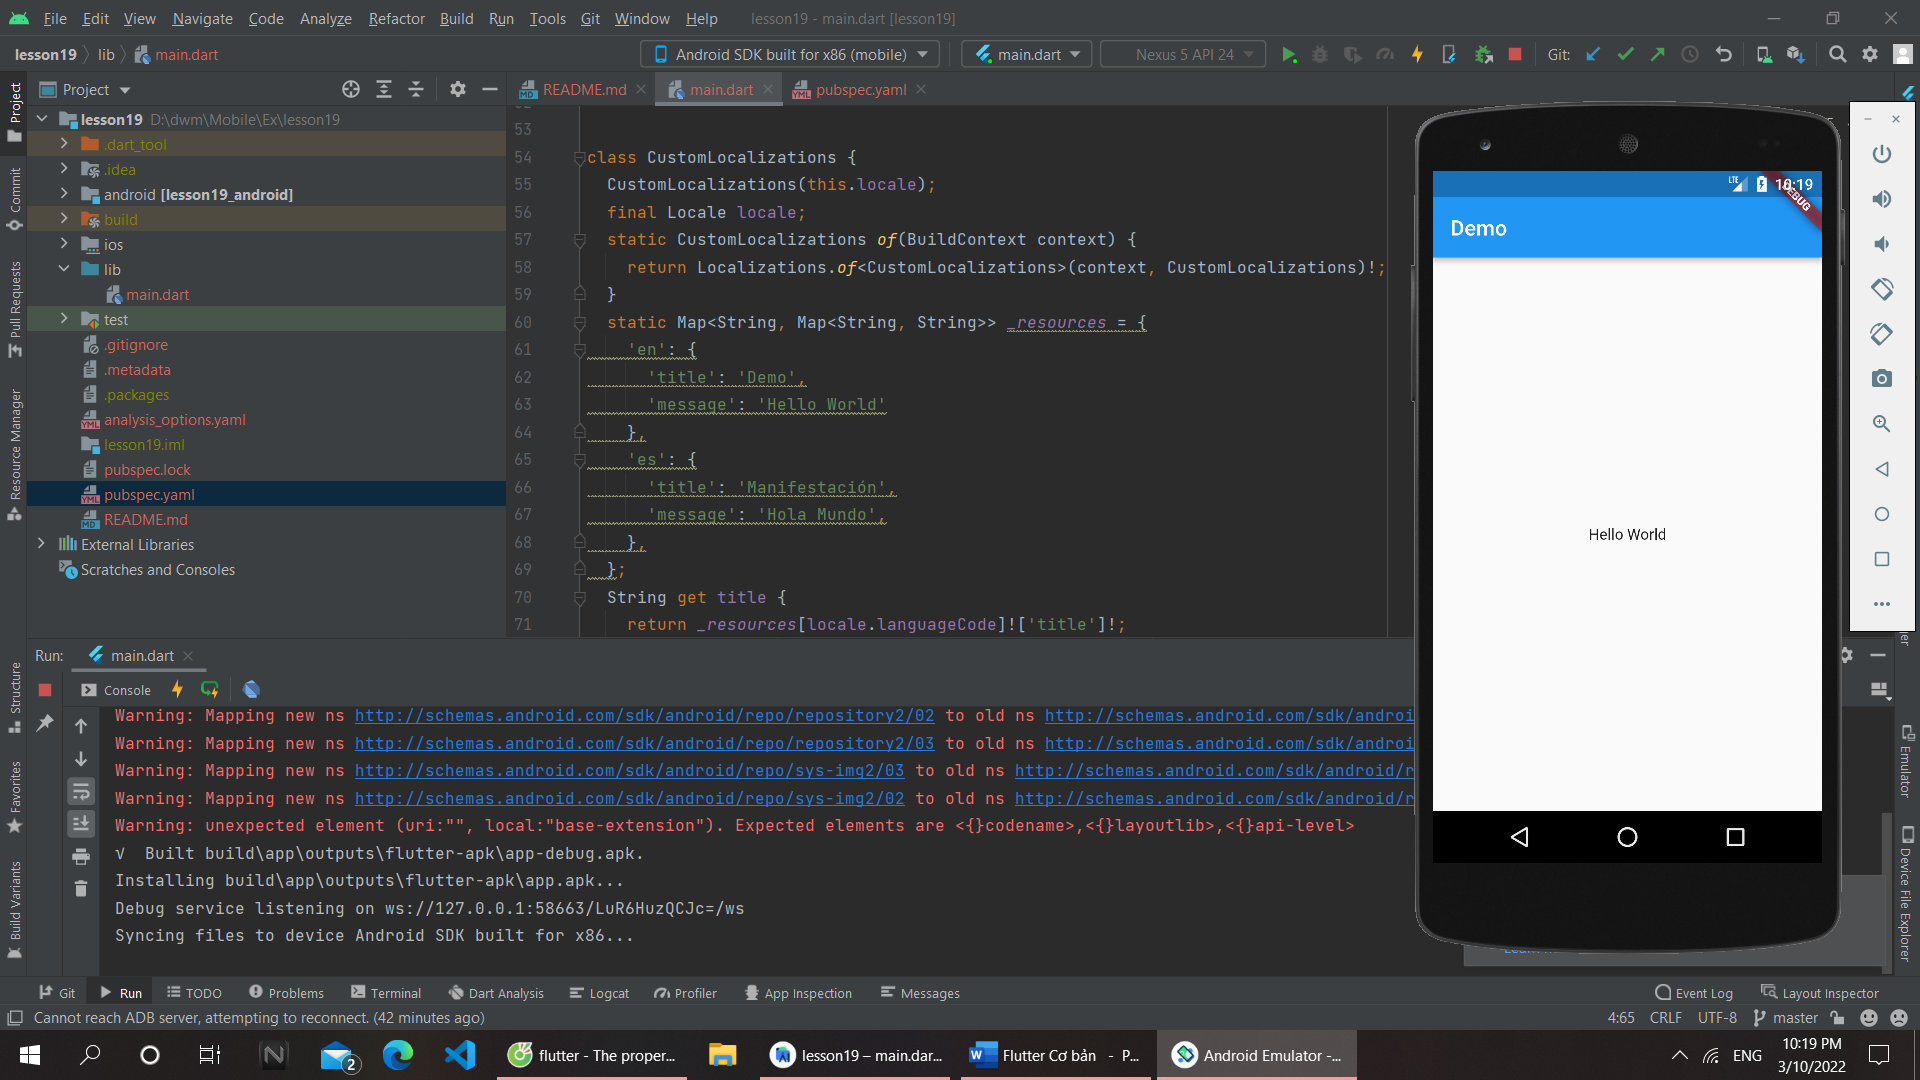 File Edit View Navigate Code Analyze Refactor Build Run Tools Git Window Help lesson19 - main.dart [lesson19]
lesson19 lib main.dart Android SDK built for x86 (mobile) main.dart Nexus 5 API 24 Git:
Project
README.md main.dart pubspec.yaml
lesson19 D:\dwm\Mobile\Ex\lesson19
.dart_tool
.idea
android [lesson19_android]
build
ios
lib
main.dart
test
.gitignore
.metadata
.packages
analysis_options.yaml
lesson19.iml
pubspec.lock
pubspec.yaml
README.md
External Libraries
Scratches and Consoles
Project
Commit
Pull Requests
Resource Manager
Structure
Favorites
Build Variants
53
54 class CustomLocalizations {
55 CustomLocalizations(this.locale);
56 final Locale locale;
57 static CustomLocalizations of(BuildContext context) {
58 return Localizations.of<CustomLocalizations>(context, CustomLocalizations)!;
59 }
60 static Map<String, Map<String, String>> _resources = {
61 'en': {
62 'title': 'Demo',
63 'message': 'Hello World'
64 },
65 'es': {
66 'title': 'Manifestación',
67 'message': 'Hola Mundo',
68 },
69 };
70 String get title {
71 return _resources[locale.languageCode]!['title']!;
LTE 10:19
DEBUG
Demo
Hello World
Run: main.dart
Console
Warning: Mapping new ns http://schemas.android.com/sdk/android/repo/repository2/02 to old ns http://schemas.android.com/sdk/androi
Warning: Mapping new ns http://schemas.android.com/sdk/android/repo/repository2/03 to old ns http://schemas.android.com/sdk/androi
Warning: Mapping new ns http://schemas.android.com/sdk/android/repo/sys-img2/03 to old ns http://schemas.android.com/sdk/android/r
Warning: Mapping new ns http://schemas.android.com/sdk/android/repo/sys-img2/02 to old ns http://schemas.android.com/sdk/android/r
Warning: unexpected element (uri:"", local:"base-extension"). Expected elements are <{}codename>,<{}layoutlib>,<{}api-level>
√ Built build\app\outputs\flutter-apk\app-debug.apk.
Installing build\app\outputs\flutter-apk\app.apk...
Debug service listening on ws://127.0.0.1:58663/LuR6HuzQCJc=/ws
Syncing files to device Android SDK built for x86...
Emulator
Device File Explorer
Git Run TODO Problems Terminal Dart Analysis Logcat Profiler App Inspection Messages Event Log Layout Inspector
Cannot reach ADB server, attempting to reconnect. (42 minutes ago) 4:65 CRLF UTF-8 master
2 flutter - The proper... lesson19 – main.dar... Flutter Cơ bản - P... Android Emulator -... ENG 10:19 PM
3/10/2022